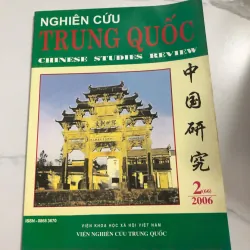 NGHIÊN CỨU
TRUNG QUỐC
CHINESE STUDIES REVIEW
中
国
研
究
2(66)
2006
ISSN - 0868 3670
VIỆN KHOA HỌC XÃ HỘI VIỆT NAM
VIỆN NGHIÊN CỨU TRUNG QUỐC